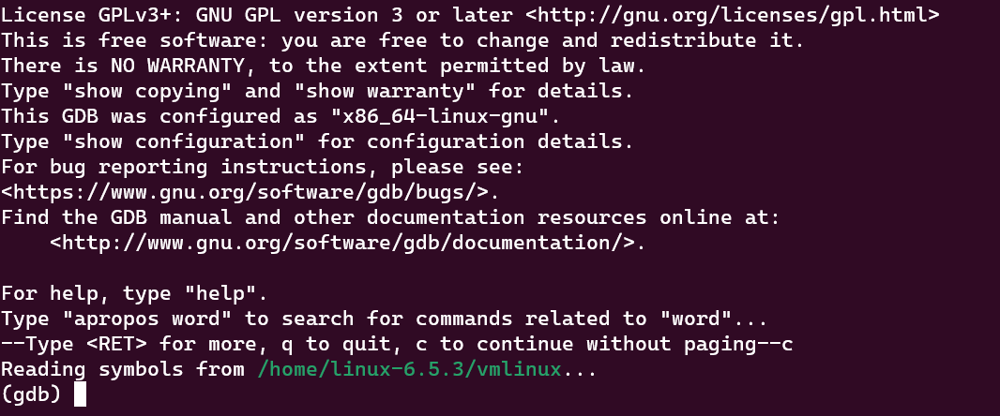 License GPLv3+: GNU GPL version 3 or later <http://gnu.org/licenses/gpl.html>
This is free software: you are free to change and redistribute it.
There is NO WARRANTY, to the extent permitted by law.
Type "show copying" and "show warranty" for details.
This GDB was configured as "x86_64-linux-gnu".
Type "show configuration" for configuration details.
For bug reporting instructions, please see:
<https://www.gnu.org/software/gdb/bugs/>.
Find the GDB manual and other documentation resources online at:
    <http://www.gnu.org/software/gdb/documentation/>.

For help, type "help".
Type "apropos word" to search for commands related to "word"...
--Type <RET> for more, q to quit, c to continue without paging--c
Reading symbols from /home/linux-6.5.3/vmlinux...
(gdb)